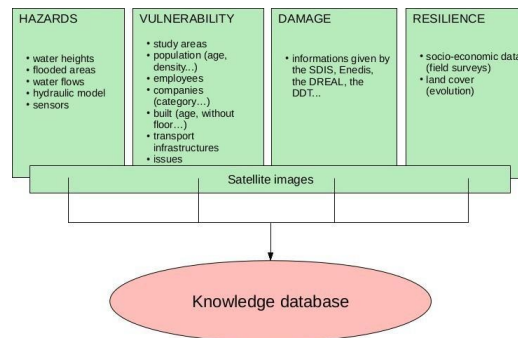 HAZARDS
• water heights
• flooded areas
• water flows
• hydraulic model
• sensors
VULNERABILITY
• study areas
• population (age,
density...)
• employees
• companies
(category…)
• built (age, without
floor…)
• transport
infrastructures
• issues
DAMAGE
• informations given by
the SDIS, Enedis,
the DREAL, the
DDT...
RESILIENCE
• socio-economic data
(field surveys)
• land cover
(evolution)
Satellite images
Knowledge database